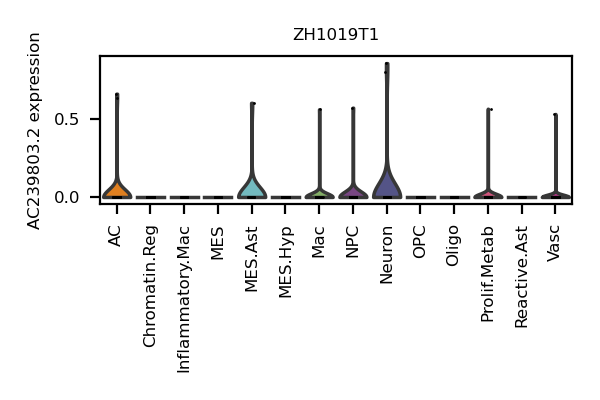 ZH1019T1
AC239803.2 expression
0.5
0.0
AC
Chromatin.Reg
Inflammatory.Mac
MES
MES.Ast
MES.Hyp
Mac
NPC
Neuron
OPC
Oligo
Prolif.Metab
Reactive.Ast
Vasc